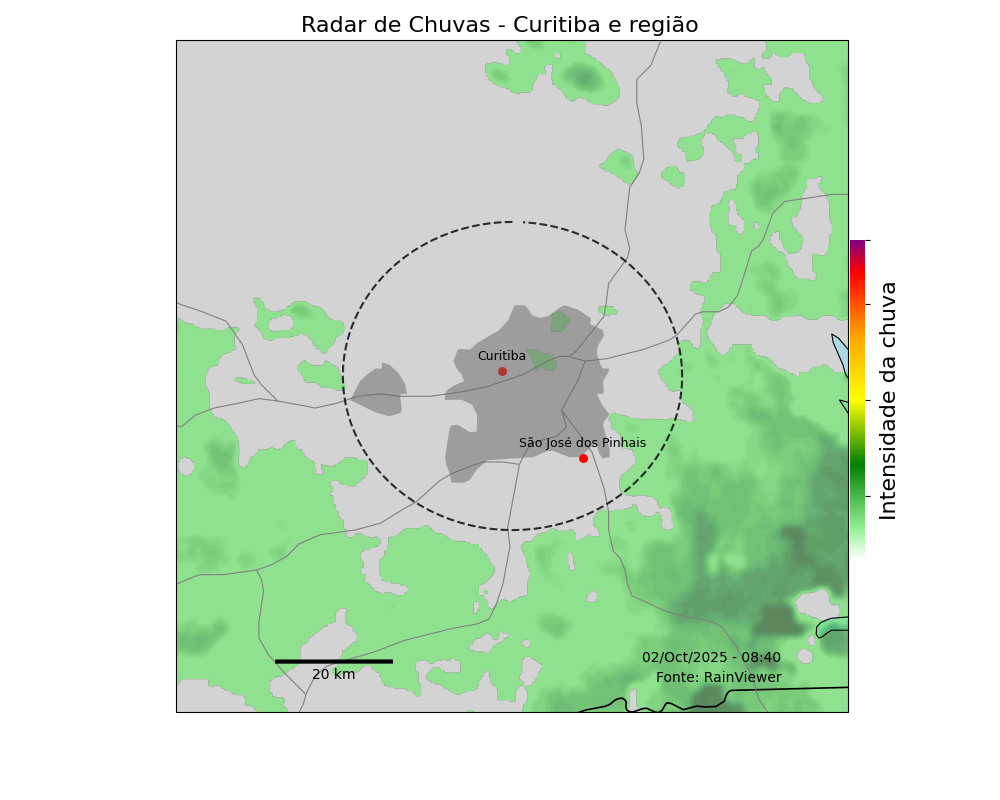 Radar de Chuvas - Curitiba e região
Curitiba
São José dos Pinhais
Intensidade da chuva
02/Oct/2025 - 08:40
Fonte: RainViewer
20 km